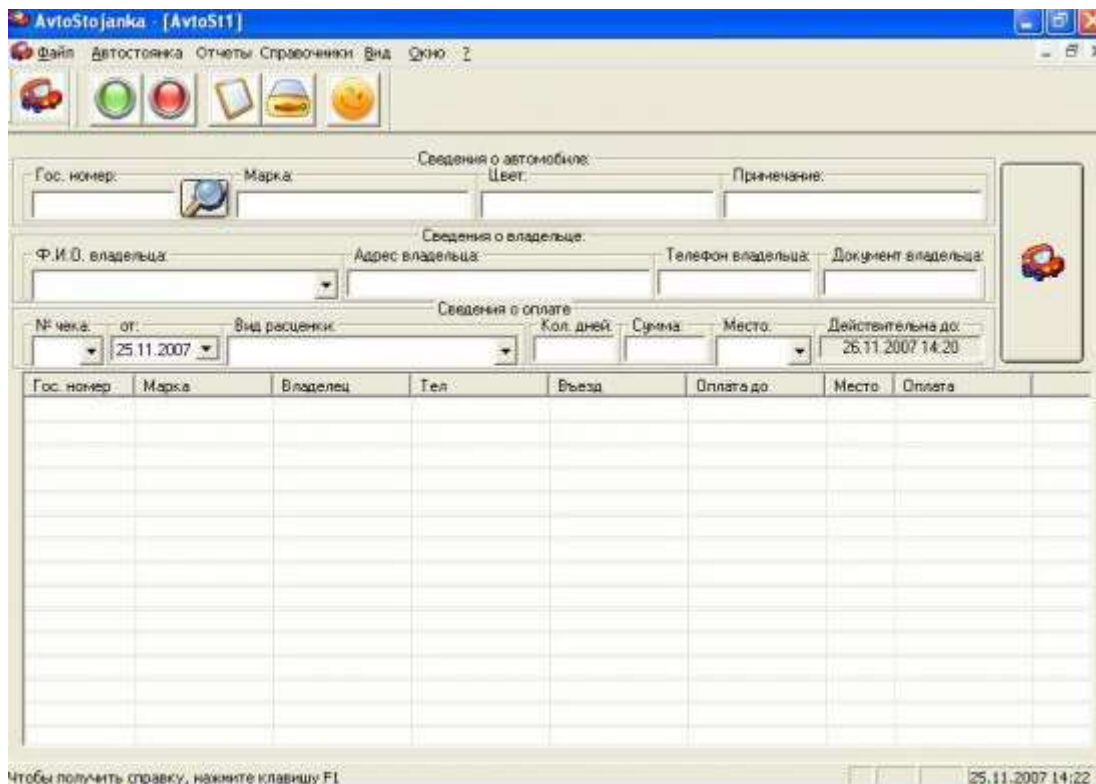 AvtoStojanka - [AvtoSt1]
Файл Автостоянка Отчеты Справочники Вид Окно ?
Сведения о автомобиле:
Гос. номер: Марка: Цвет: Примечание:
Сведения о владельце:
Ф.И.О. владельца: Адрес владельца: Телефон владельца: Документ владельца:
Сведения о оплате
№ чека: от: Вид расценки: Кол. дней: Сумма: Место: Действительна до:
25.11.2007 26.11.2007 14:20
Гос. номер Марка Владелец Тел Въезд Оплата до Место Оплата
Чтобы получить справку, нажмите клавишу F1 25.11.2007 14:22